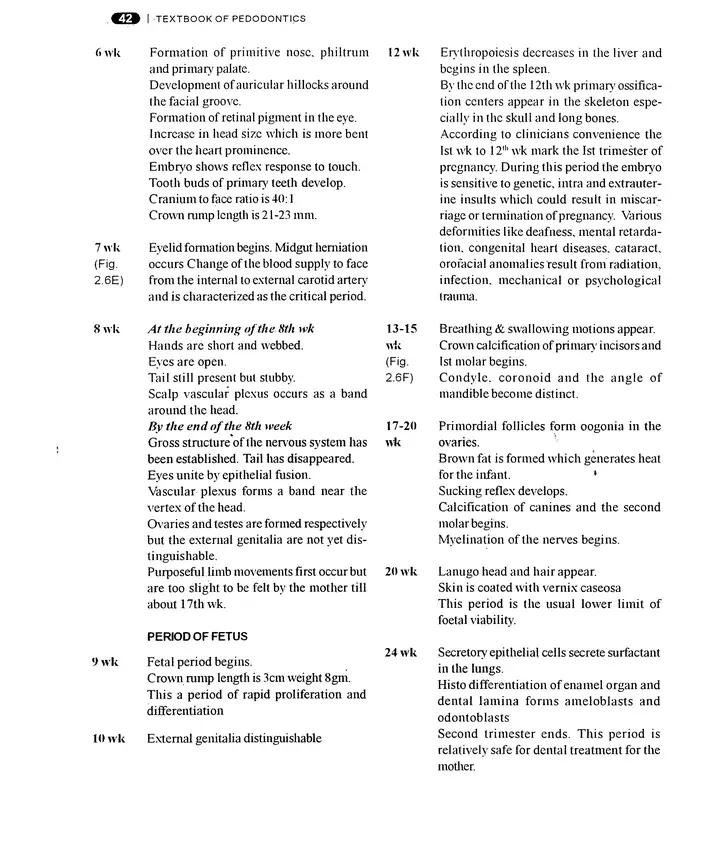 42 | TEXTBOOK OF PEDODONTICS
6 wk Formation of primitive nose, philtrum
and primary palate.
Development of auricular hillocks around
the facial groove.
Formation of retinal pigment in the eye.
Increase in head size which is more bent
over the heart prominence.
Embryo shows reflex response to touch.
Tooth buds of primary teeth develop.
Cranium to face ratio is 40:1
Crown rump length is 21-23 mm.
7 wk Eyelid formation begins. Midgut herniation
(Fig. occurs Change of the blood supply to face
2.6E) from the internal to external carotid artery
and is characterized as the critical period.
8 wk At the beginning of the 8th wk
Hands are short and webbed.
Eyes are open.
Tail still present but stubby.
Scalp vascular plexus occurs as a band
around the head.
By the end of the 8th week
Gross structure of the nervous system has
been established. Tail has disappeared.
Eyes unite by epithelial fusion.
Vascular plexus forms a band near the
vertex of the head.
Ovaries and testes are formed respectively
but the external genitalia are not yet dis-
tinguishable.
Purposeful limb movements first occur but
are too slight to be felt by the mother till
about 17th wk.
PERIOD OF FETUS
9 wk Fetal period begins.
Crown rump length is 3cm weight 8gm.
This a period of rapid proliferation and
differentiation
10 wk External genitalia distinguishable
12 wk Erythropoiesis decreases in the liver and
begins in the spleen.
By the end of the 12th wk primary ossifica-
tion centers appear in the skeleton espe-
cially in the skull and long bones.
According to clinicians convenience the
1st wk to 12th wk mark the 1st trimester of
pregnancy. During this period the embryo
is sensitive to genetic, intra and extrauter-
ine insults which could result in miscar-
riage or termination of pregnancy. Various
deformities like deafness, mental retarda-
tion, congenital heart diseases, cataract,
orofacial anomalies result from radiation,
infection, mechanical or psychological
trauma.
13-15 Breathing & swallowing motions appear.
wk Crown calcification of primary incisors and
(Fig. 1st molar begins.
2.6F) Condyle, coronoid and the angle of
mandible become distinct.
17-20 Primordial follicles form oogonia in the
wk ovaries.
Brown fat is formed which generates heat
for the infant.
Sucking reflex develops.
Calcification of canines and the second
molar begins.
Myelination of the nerves begins.
20 wk Lanugo head and hair appear.
Skin is coated with vernix caseosa
This period is the usual lower limit of
foetal viability.
24 wk Secretory epithelial cells secrete surfactant
in the lungs.
Histo differentiation of enamel organ and
dental lamina forms ameloblasts and
odontoblasts
Second trimester ends. This period is
relatively safe for dental treatment for the
mother.